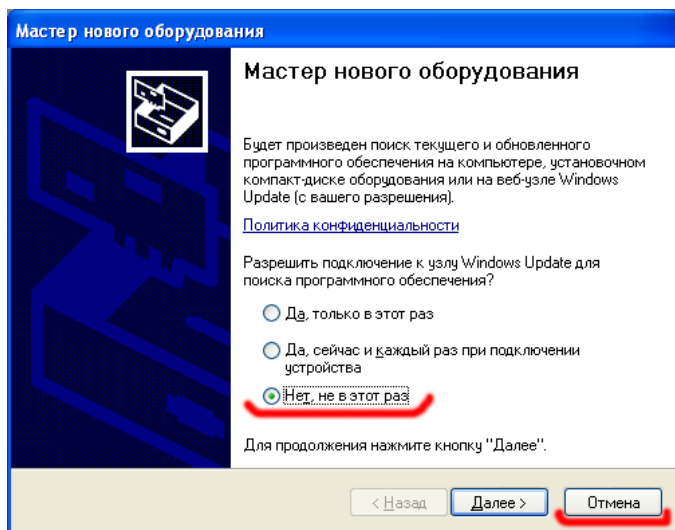 Мастер нового оборудования
Мастер нового оборудования
Будет произведен поиск текущего и обновленного
программного обеспечения на компьютере, установочном
компакт-диске оборудования или на веб-узле Windows
Update (с вашего разрешения).
Политика конфиденциальности
Разрешить подключение к узлу Windows Update для
поиска программного обеспечения?
Да, только в этот раз
Да, сейчас и каждый раз при подключении
устройства
Нет, не в этот раз
Для продолжения нажмите кнопку "Далее".
< Назад Далее > Отмена